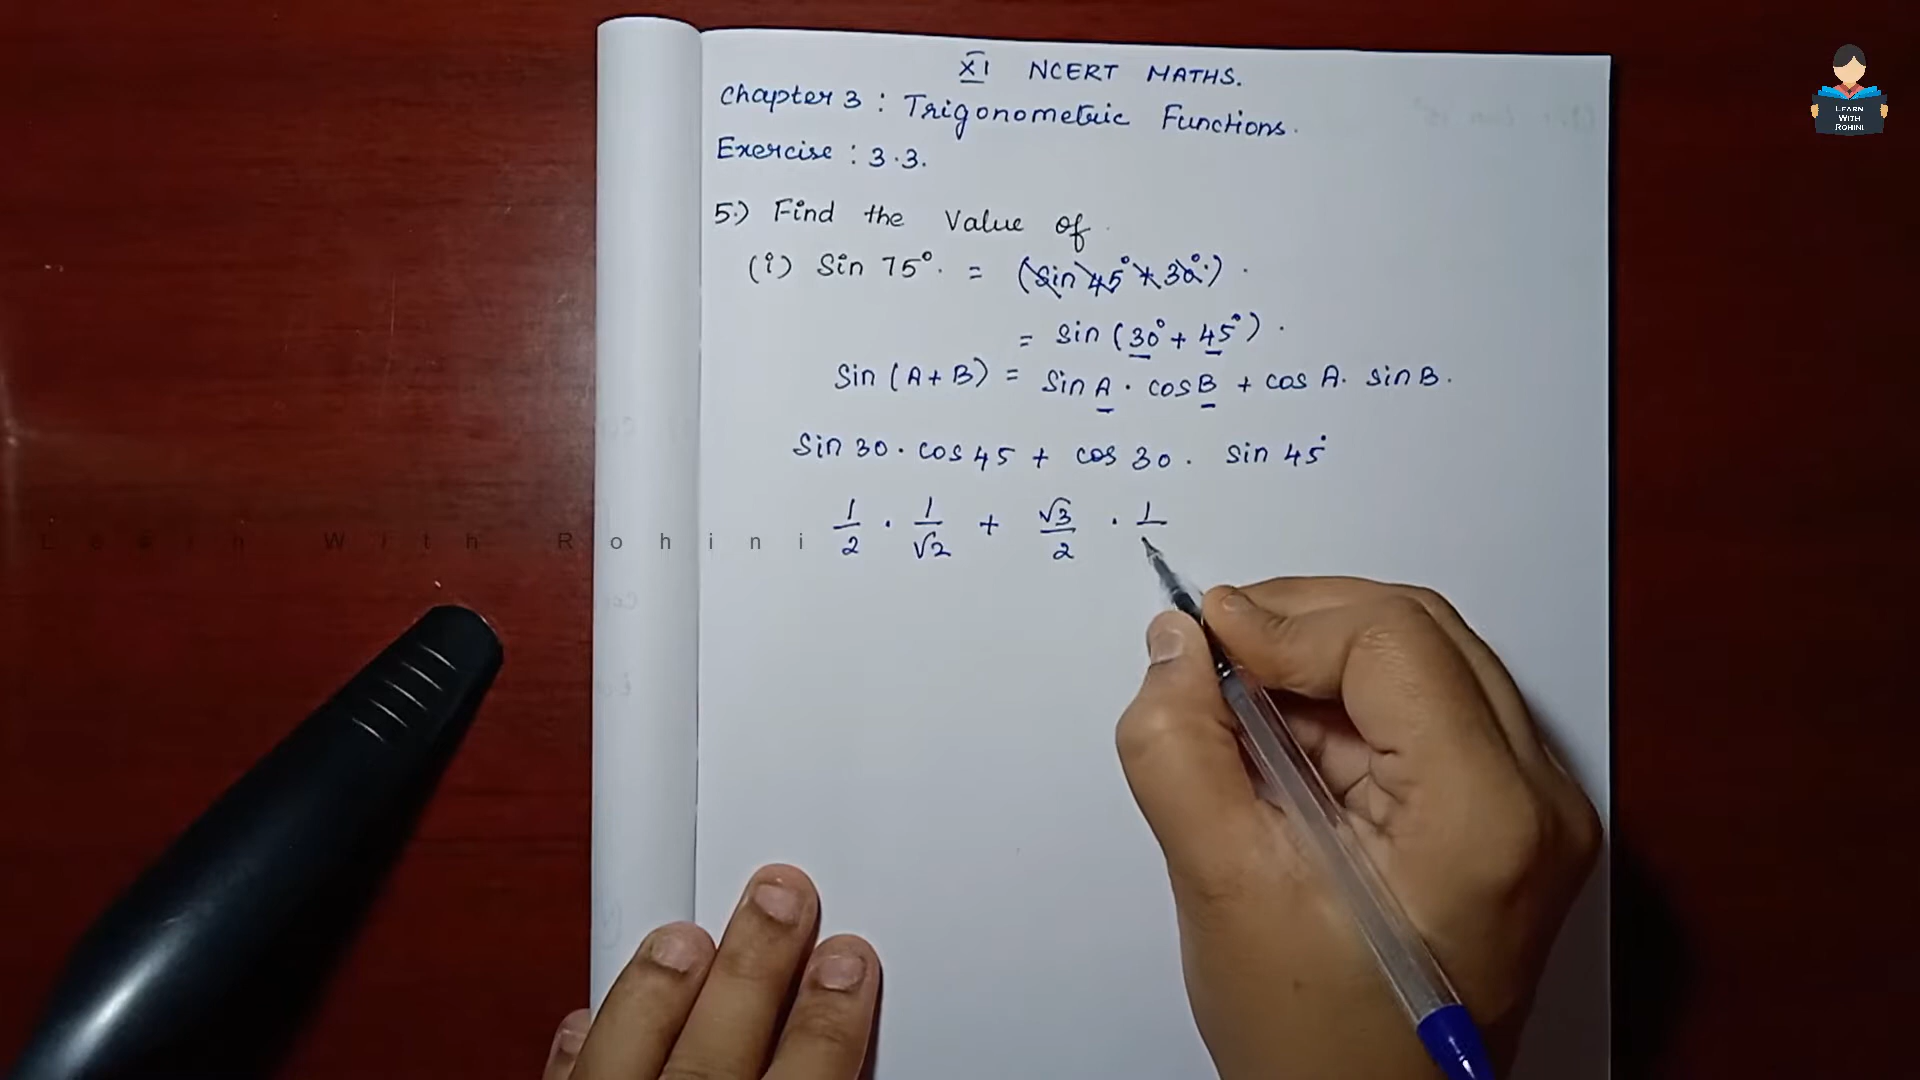 XI NCERT MATHS.
Chapter 3 : Trigonometric Functions.
Exercise : 3.3.
5.) Find the Value of
(i) Sin 75°. = (Sin 45° + 30°.) .
= Sin (30° + 45°) .
Sin (A + B) = Sin A . cos B + cos A . sin B .
Sin 30 . cos 45 + cos 30 . sin 45°
1/2 . 1/√2 + √3/2 . 1/
Learn With Rohini
LEARN
WITH
ROHINI